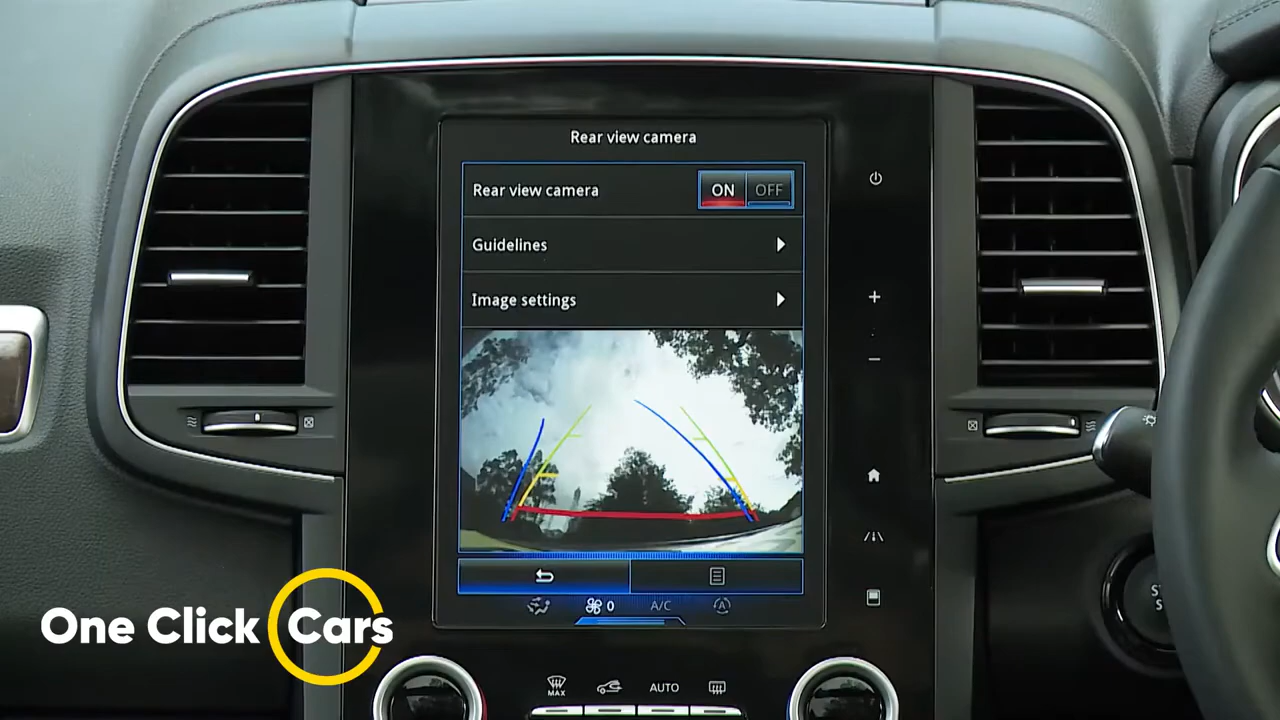 Rear view camera
Rear view camera ON OFF
Guidelines
Image settings
0 A/C A
One Click Cars
MAX AUTO